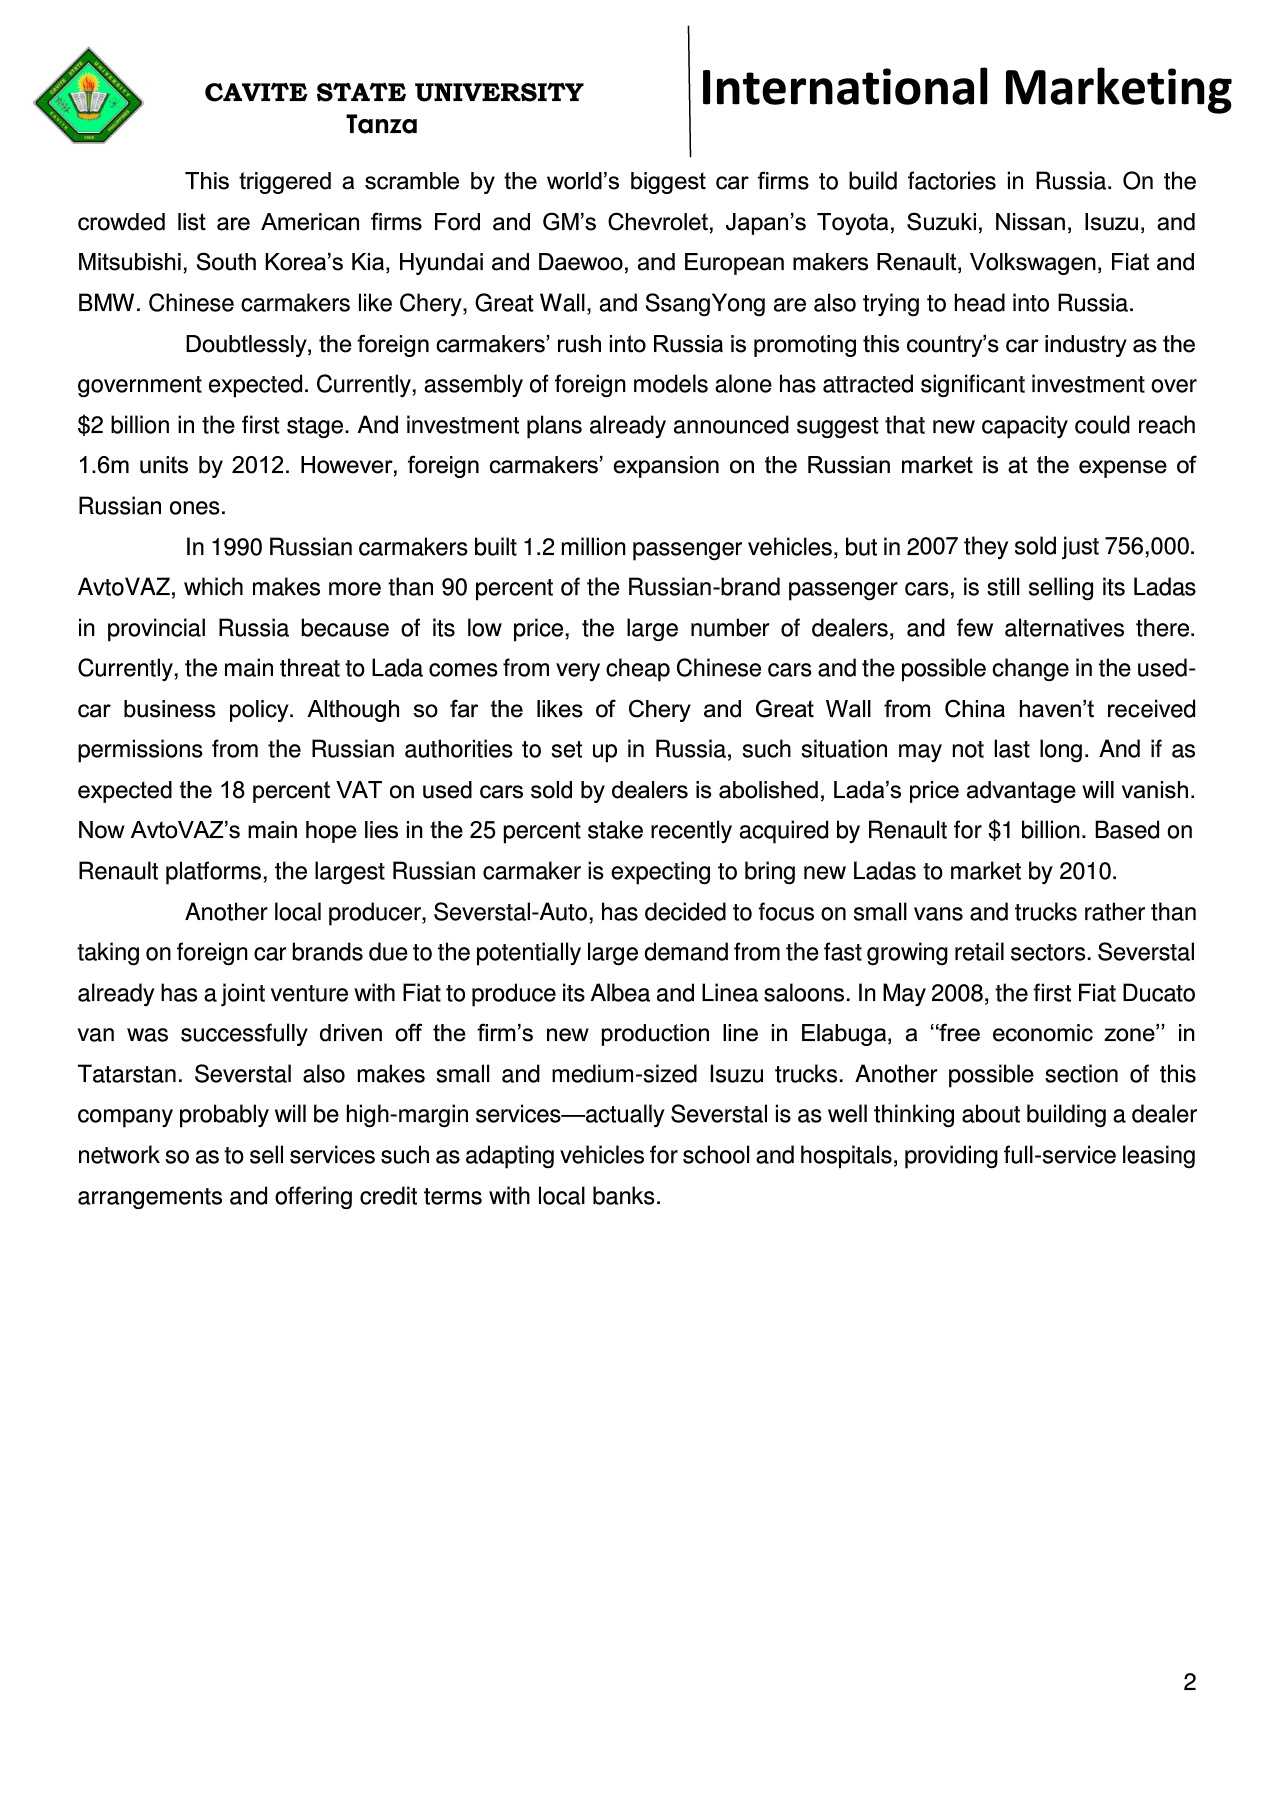 CAVITE STATE UNIVERSITY
Tanza
International Marketing
This triggered a scramble by the world’s biggest car firms to build factories in Russia. On the
crowded list are American firms Ford and GM’s Chevrolet, Japan’s Toyota, Suzuki, Nissan, Isuzu, and
Mitsubishi, South Korea’s Kia, Hyundai and Daewoo, and European makers Renault, Volkswagen, Fiat and
BMW. Chinese carmakers like Chery, Great Wall, and SsangYong are also trying to head into Russia.
Doubtlessly, the foreign carmakers’ rush into Russia is promoting this country’s car industry as the
government expected. Currently, assembly of foreign models alone has attracted significant investment over
$2 billion in the first stage. And investment plans already announced suggest that new capacity could reach
1.6m units by 2012. However, foreign carmakers’ expansion on the Russian market is at the expense of
Russian ones.
In 1990 Russian carmakers built 1.2 million passenger vehicles, but in 2007 they sold just 756,000.
AvtoVAZ, which makes more than 90 percent of the Russian-brand passenger cars, is still selling its Ladas
in provincial Russia because of its low price, the large number of dealers, and few alternatives there.
Currently, the main threat to Lada comes from very cheap Chinese cars and the possible change in the used-
car business policy. Although so far the likes of Chery and Great Wall from China haven’t received
permissions from the Russian authorities to set up in Russia, such situation may not last long. And if as
expected the 18 percent VAT on used cars sold by dealers is abolished, Lada’s price advantage will vanish.
Now AvtoVAZ’s main hope lies in the 25 percent stake recently acquired by Renault for $1 billion. Based on
Renault platforms, the largest Russian carmaker is expecting to bring new Ladas to market by 2010.
Another local producer, Severstal-Auto, has decided to focus on small vans and trucks rather than
taking on foreign car brands due to the potentially large demand from the fast growing retail sectors. Severstal
already has a joint venture with Fiat to produce its Albea and Linea saloons. In May 2008, the first Fiat Ducato
van was successfully driven off the firm’s new production line in Elabuga, a ‘‘free economic zone’’ in
Tatarstan. Severstal also makes small and medium-sized Isuzu trucks. Another possible section of this
company probably will be high-margin services—actually Severstal is as well thinking about building a dealer
network so as to sell services such as adapting vehicles for school and hospitals, providing full-service leasing
arrangements and offering credit terms with local banks.
2